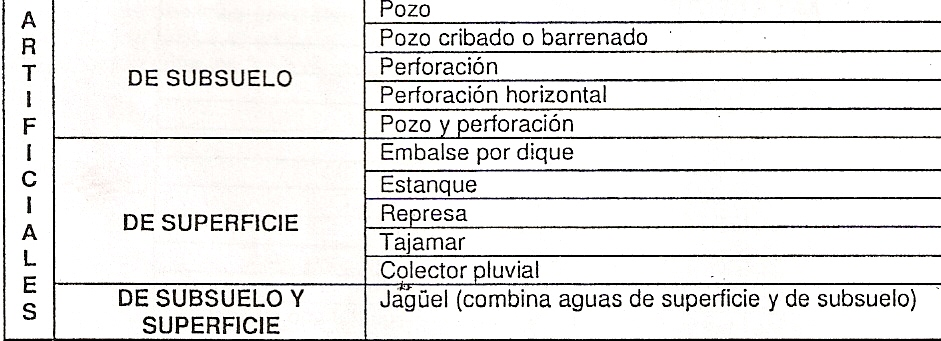 ARTIFICIALES
DE SUBSUELO
Pozo
Pozo cribado o barrenado
Perforación
Perforación horizontal
Pozo y perforación
DE SUPERFICIE
Embalse por dique
Estanque
Represa
Tajamar
Colector pluvial
DE SUBSUELO Y
SUPERFICIE
Jagüel (combina aguas de superficie y de subsuelo)